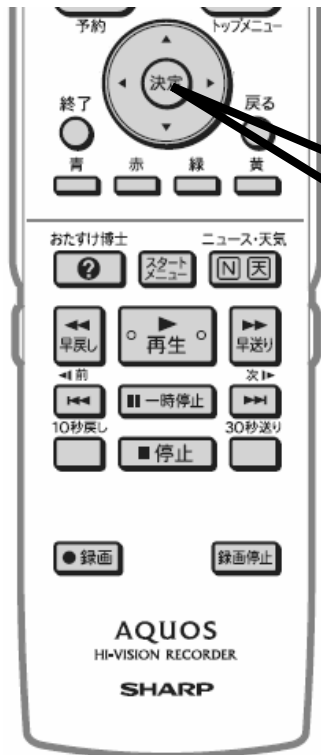 予約 トップメニュー
決定
終了 戻る
青 赤 緑 黄
おたすけ博士 ニュース・天気
? スタート N 天
メニュー
◀◀ ▶ ▶▶
早戻し 再生 早送り
前 次
⏮ ⏸一時停止 ⏭
10秒戻し 30秒送り
■停止
●録画 録画停止
AQUOS
HI-VISION RECORDER
SHARP